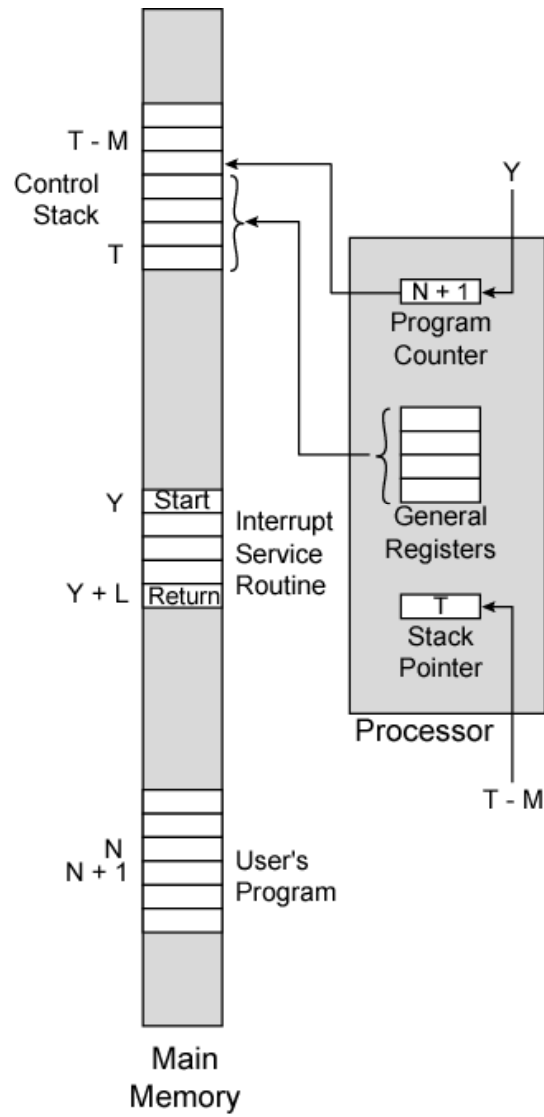 T - M
Control
Stack
T
Y
N + 1
Program
Counter
General
Registers
T
Stack
Pointer
Processor
T - M
Y
Start
Interrupt
Service
Routine
Y + L
Return
N
N + 1
User's
Program
Main
Memory